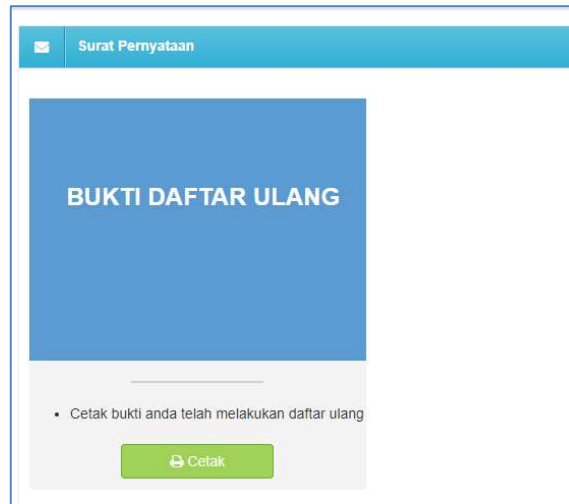 Surat Pernyataan
BUKTI DAFTAR ULANG
Cetak bukti anda telah melakukan daftar ulang
Cetak